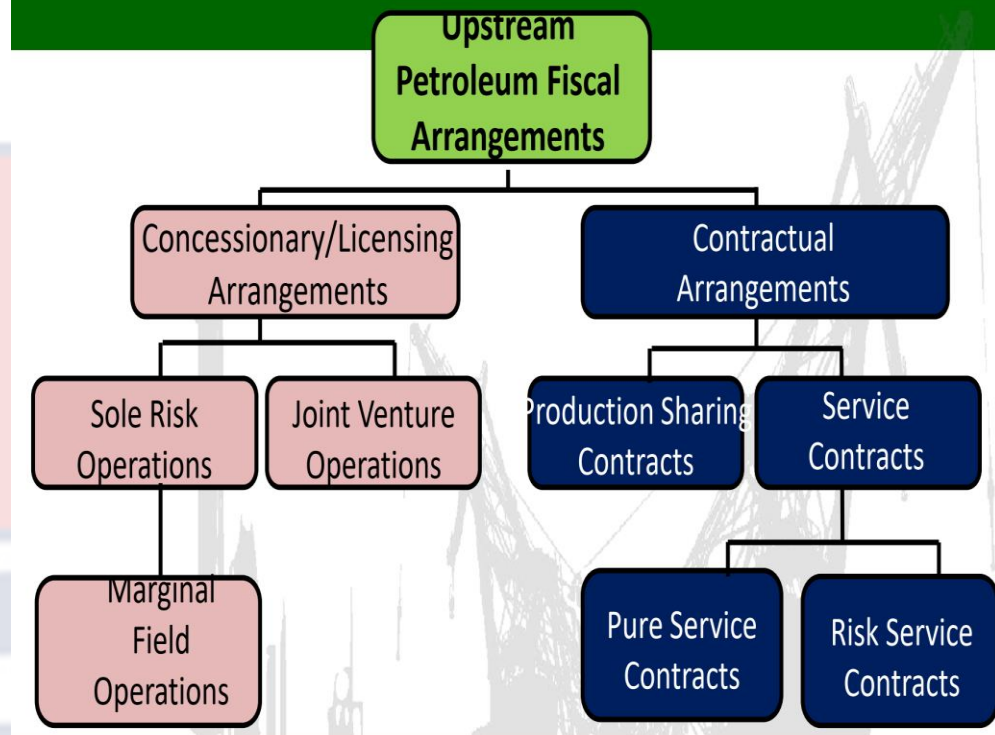 Upstream
Petroleum Fiscal
Arrangements
Concessionary/Licensing
Arrangements
Contractual
Arrangements
Sole Risk
Operations
Joint Venture
Operations
Production Sharing
Contracts
Service
Contracts
Marginal
Field
Operations
Pure Service
Contracts
Risk Service
Contracts